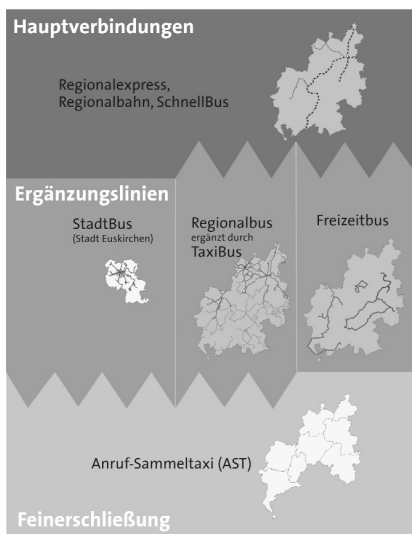 Hauptverbindungen
Regionalexpress,
Regionalbahn, SchnellBus
Ergänzungslinien
StadtBus
(Stadt Euskirchen)
Regionalbus
ergänzt durch
TaxiBus
Freizeitbus
Anruf-Sammeltaxi (AST)
Feinerschließung